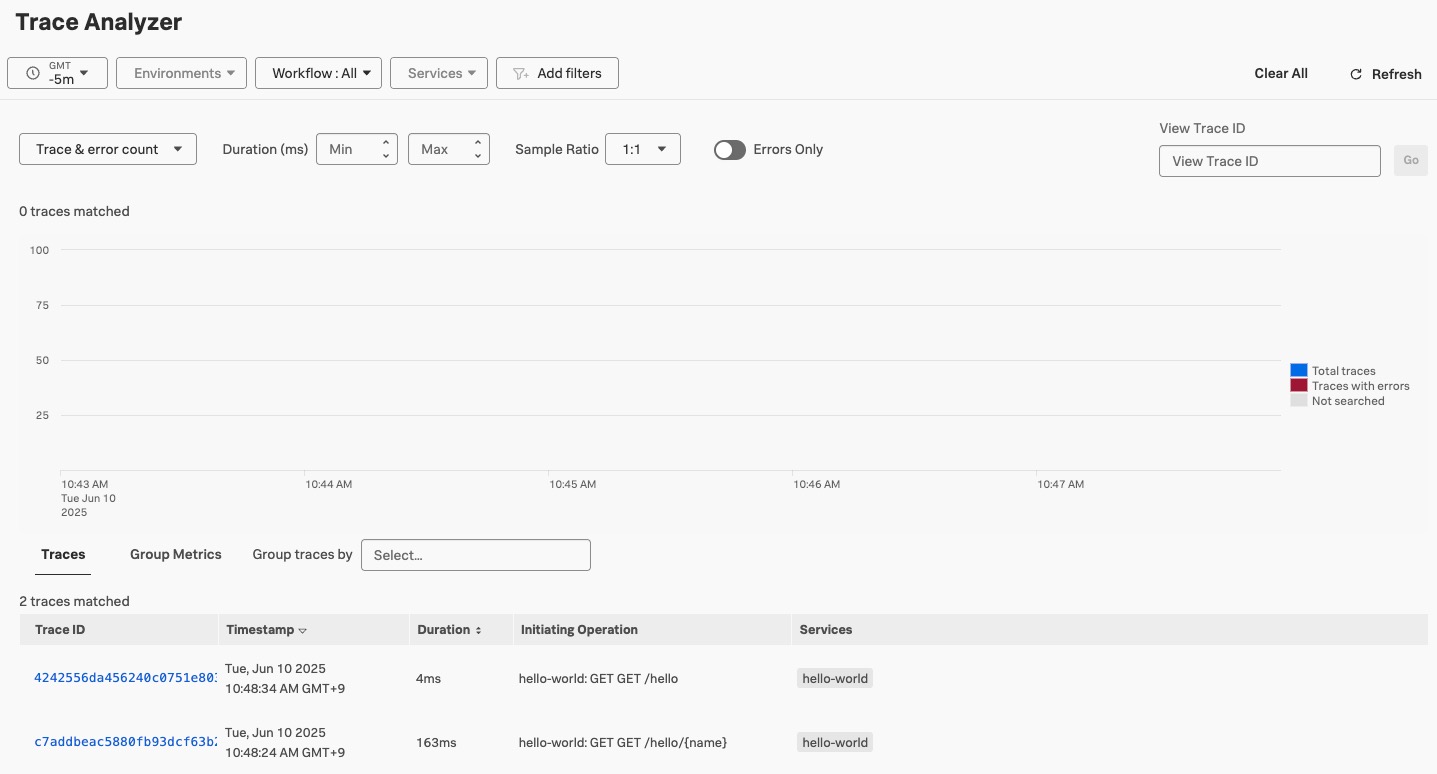 Trace Analyzer
GMT
-5m
Environments
Workflow : All
Services
Add filters
Clear All
Refresh
View Trace ID
Trace & error count
Duration (ms)
Min
Max
Sample Ratio
1:1
Errors Only
View Trace ID
Go
0 traces matched
100
75
50
25
Total traces
Traces with errors
Not searched
10:43 AM
Tue Jun 10
2025
10:44 AM
10:45 AM
10:46 AM
10:47 AM
Traces
Group Metrics
Group traces by
Select...
2 traces matched
Trace ID
Timestamp
Duration
Initiating Operation
Services
4242556da456240c0751e803
Tue, Jun 10 2025
10:48:34 AM GMT+9
4ms
hello-world: GET GET /hello
hello-world
c7addbeac5880fb93dcf63b2
Tue, Jun 10 2025
10:48:24 AM GMT+9
163ms
hello-world: GET GET /hello/{name}
hello-world